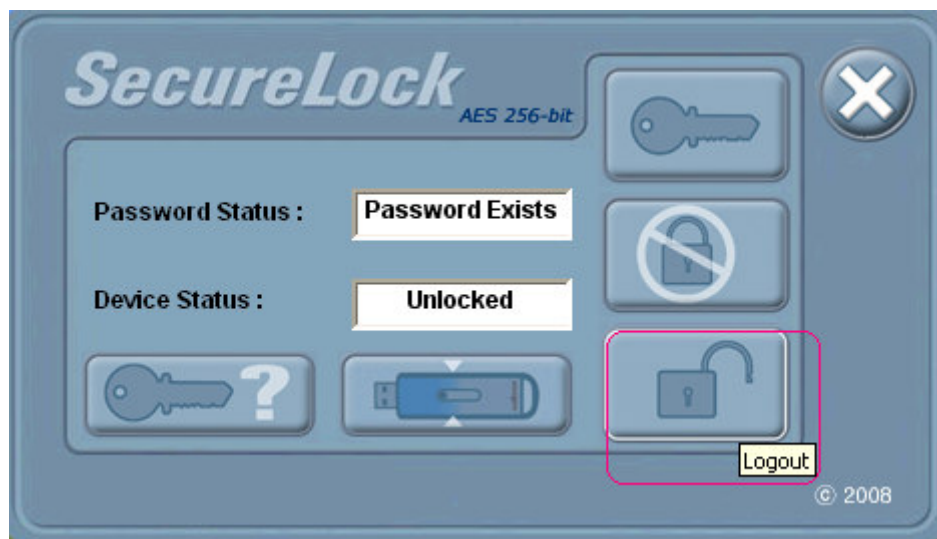 SecureLock
AES 256-bit
Password Status : Password Exists
Device Status : Unlocked
?
Logout
© 2008